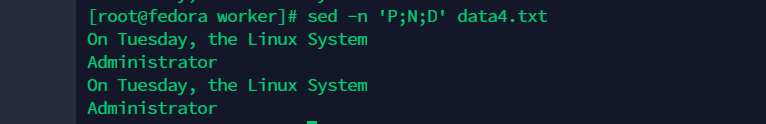 [root@fedora worker]# sed -n 'P;N;D' data4.txt
On Tuesday, the Linux System
Administrator
On Tuesday, the Linux System
Administrator